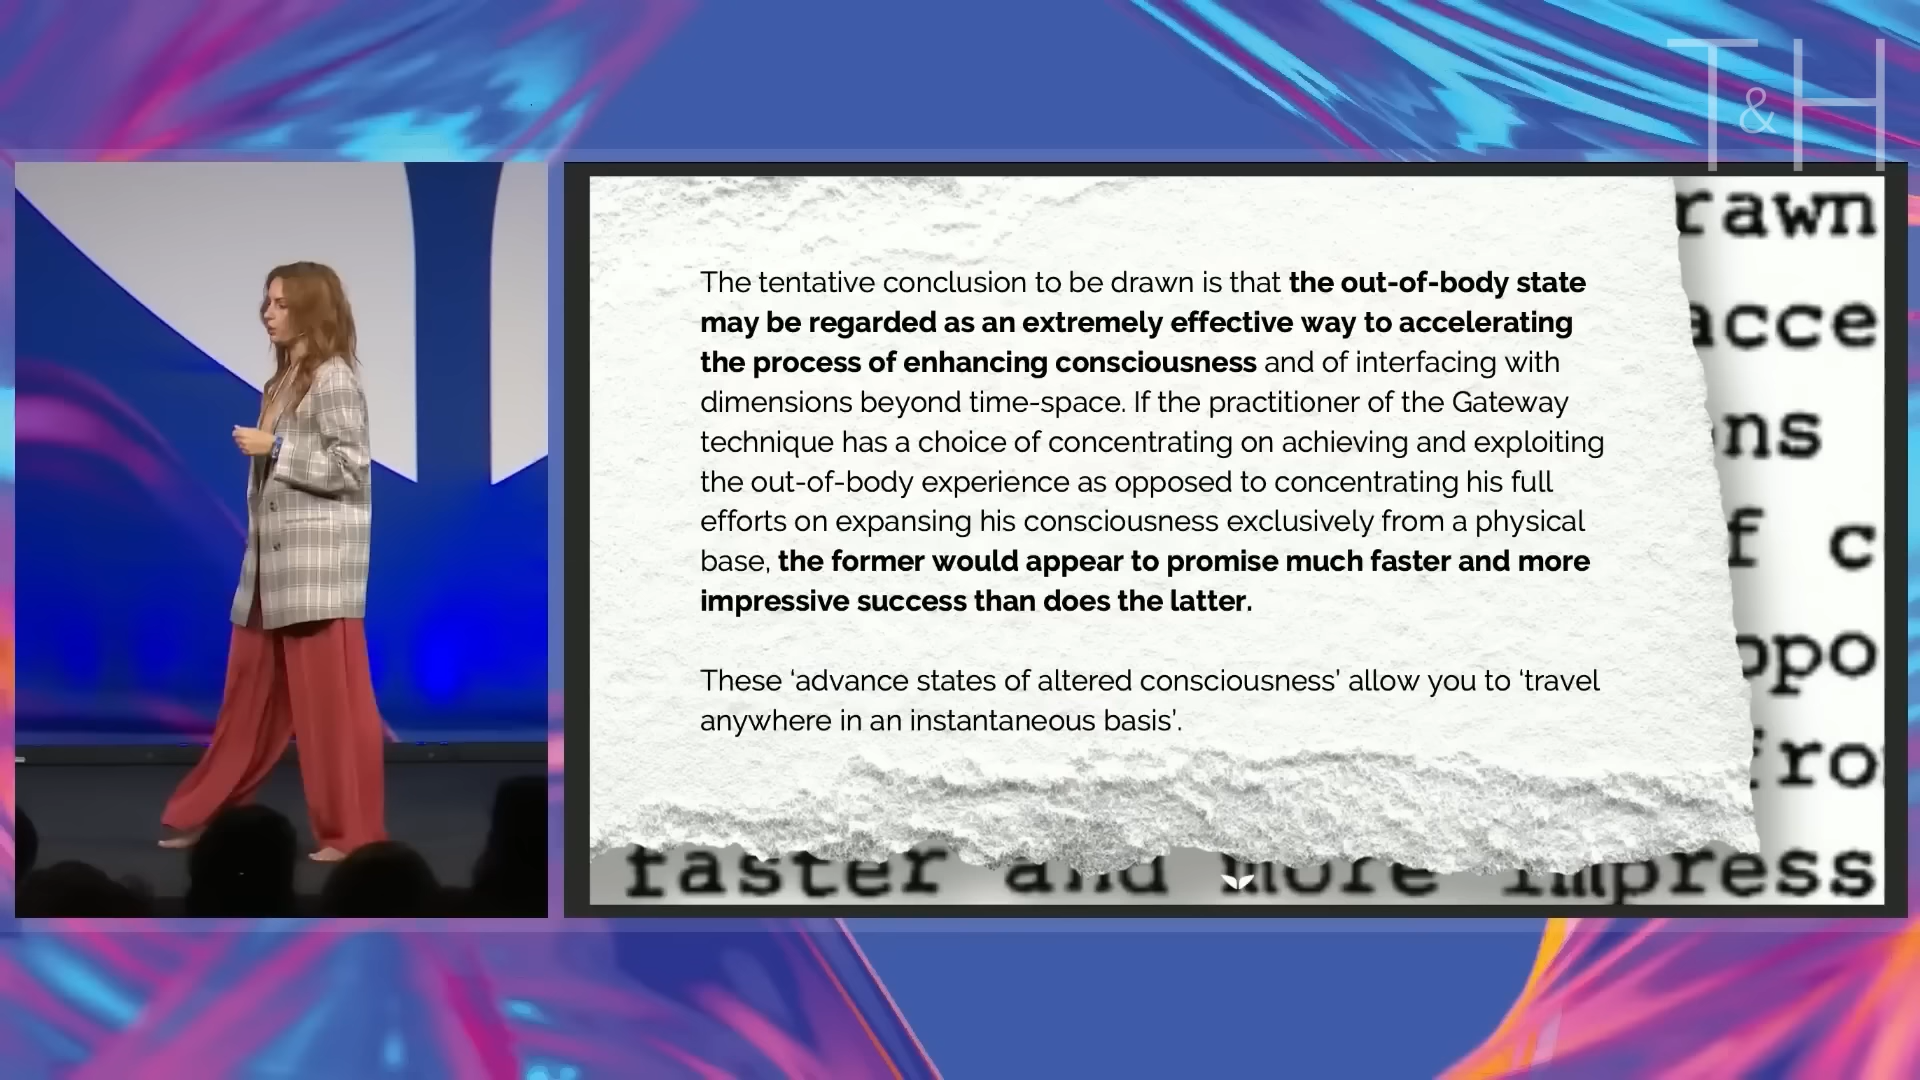 T&H
The tentative conclusion to be drawn is that the out-of-body state
may be regarded as an extremely effective way to accelerating
the process of enhancing consciousness and of interfacing with
dimensions beyond time-space. If the practitioner of the Gateway
technique has a choice of concentrating on achieving and exploiting
the out-of-body experience as opposed to concentrating his full
efforts on expansing his consciousness exclusively from a physical
base, the former would appear to promise much faster and more
impressive success than does the latter.
These ‘advance states of altered consciousness’ allow you to ‘travel
anywhere in an instantaneous basis’.
rawn
acce
ns
f c
opo
fro
faster and more impress